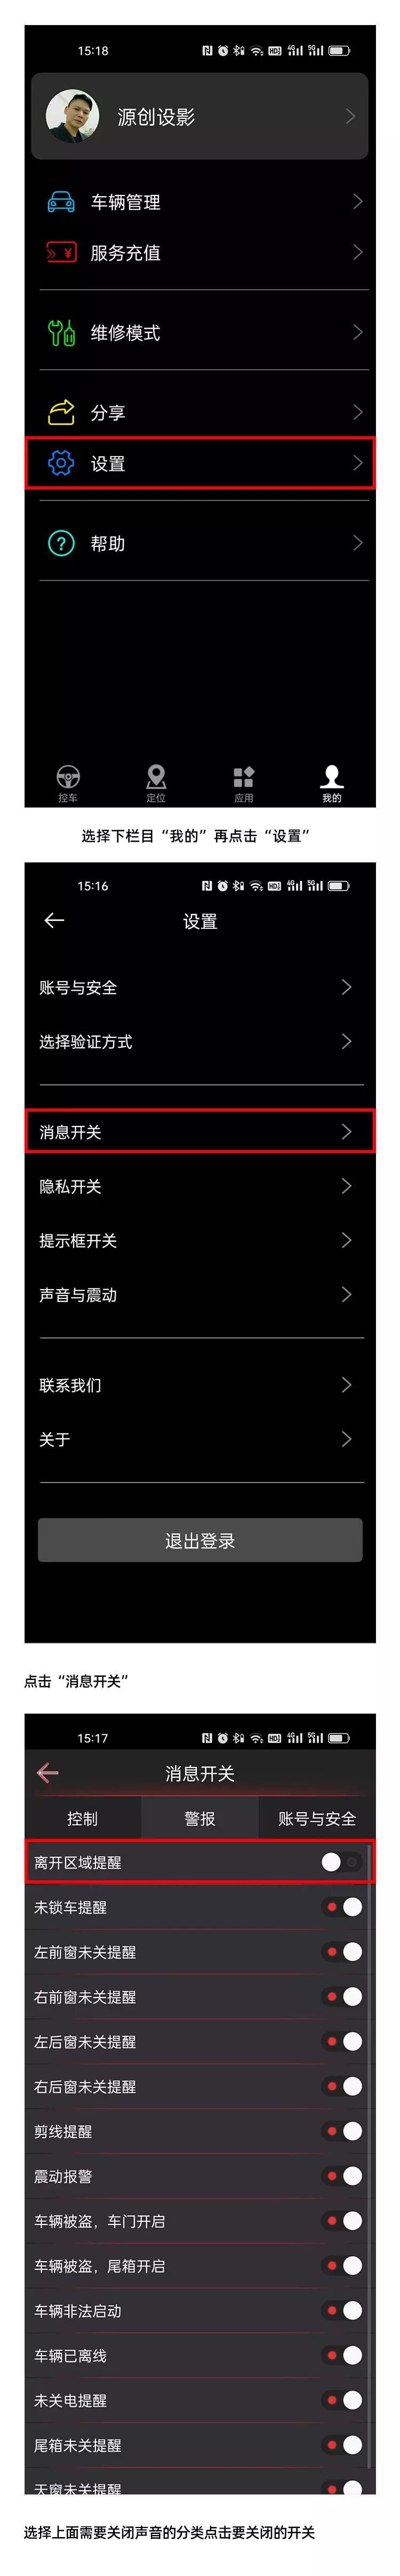 15:18
HD
4G
5G
源创设影
车辆管理
服务充值
维修模式
分享
设置
帮助
控车
定位
应用
我的
选择下栏目“我的”再点击“设置”
15:16
HD
4G
5G
设置
账号与安全
选择验证方式
消息开关
隐私开关
提示框开关
声音与震动
联系我们
关于
退出登录
点击“消息开关”
15:17
HD
4G
5G
消息开关
控制
警报
账号与安全
离开区域提醒
未锁车提醒
左前窗未关提醒
右前窗未关提醒
左后窗未关提醒
右后窗未关提醒
剪线提醒
震动报警
车辆被盗，车门开启
车辆被盗，尾箱开启
车辆非法启动
车辆已离线
未关电提醒
尾箱未关提醒
天窗未关提醒
选择上面需要关闭声音的分类点击要关闭的开关